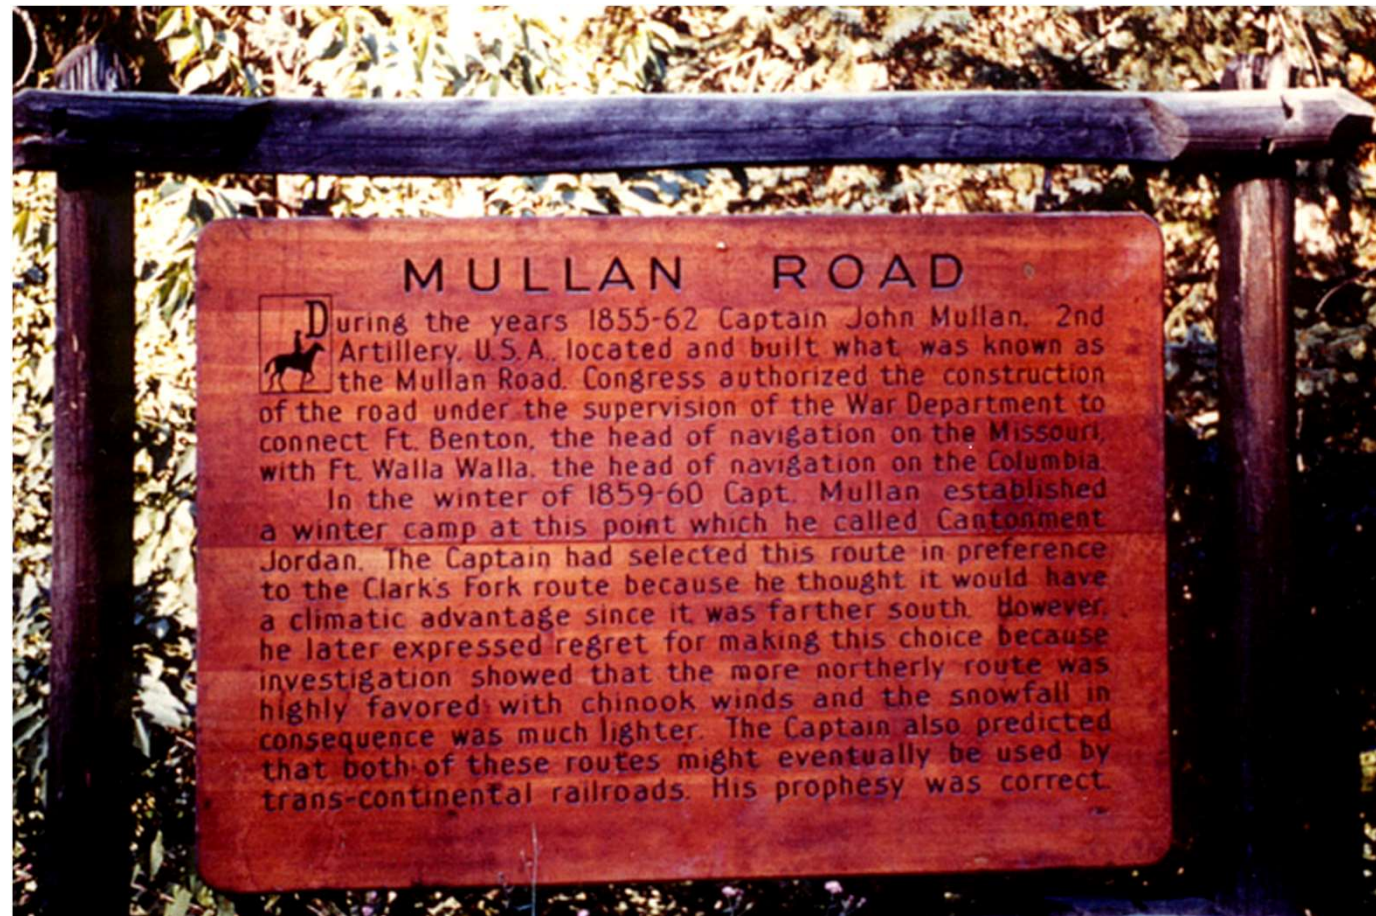 MULLAN ROAD
During the years 1855-62 Captain John Mullan, 2nd
Artillery, U.S.A., located and built what was known as
the Mullan Road. Congress authorized the construction
of the road under the supervision of the War Department to
connect Ft. Benton, the head of navigation on the Missouri,
with Ft. Walla Walla, the head of navigation on the Columbia.
In the winter of 1859-60 Capt. Mullan established
a winter camp at this point which he called Cantonment
Jordan. The Captain had selected this route in preference
to the Clark's Fork route because he thought it would have
a climatic advantage since it was farther south. However,
he later expressed regret for making this choice because
investigation showed that the more northerly route was
highly favored with chinook winds and the snowfall in
consequence was much lighter. The Captain also predicted
that both of these routes might eventually be used by
trans-continental railroads. His prophesy was correct.